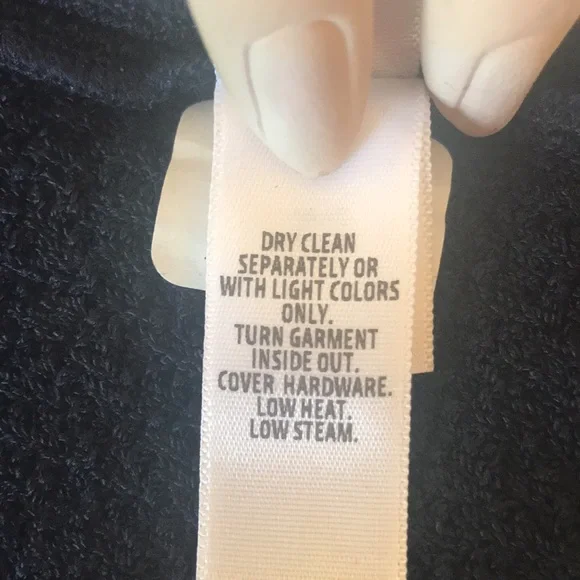 DRY CLEAN
SEPARATELY OR
WITH LIGHT COLORS
ONLY.
TURN GARMENT
INSIDE OUT.
COVER HARDWARE.
LOW HEAT.
LOW STEAM.